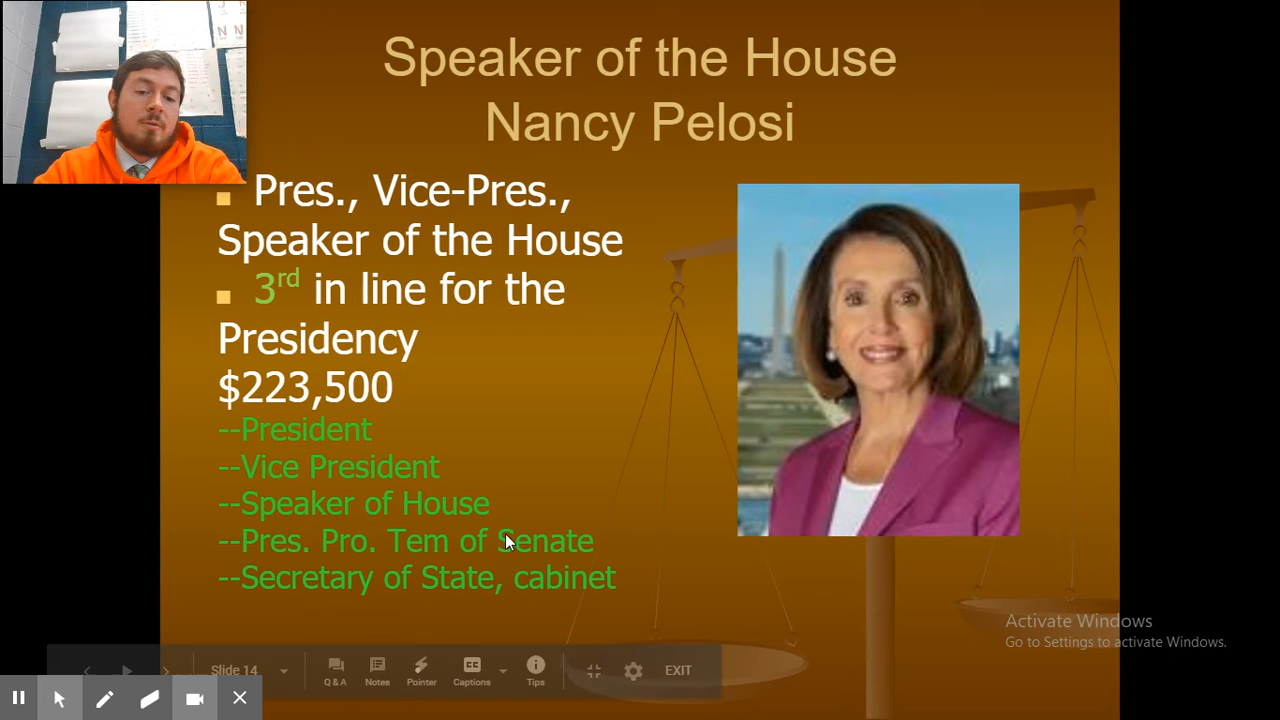 Speaker of the House
Nancy Pelosi
Pres., Vice-Pres.,
Speaker of the House
3rd in line for the
Presidency
$223,500
--President
--Vice President
--Speaker of House
--Pres. Pro. Tem of Senate
--Secretary of State, cabinet
Activate Windows
Go to Settings to activate Windows.
Slide 14
Q & A
Notes
Pointer
Captions
Tips
EXIT